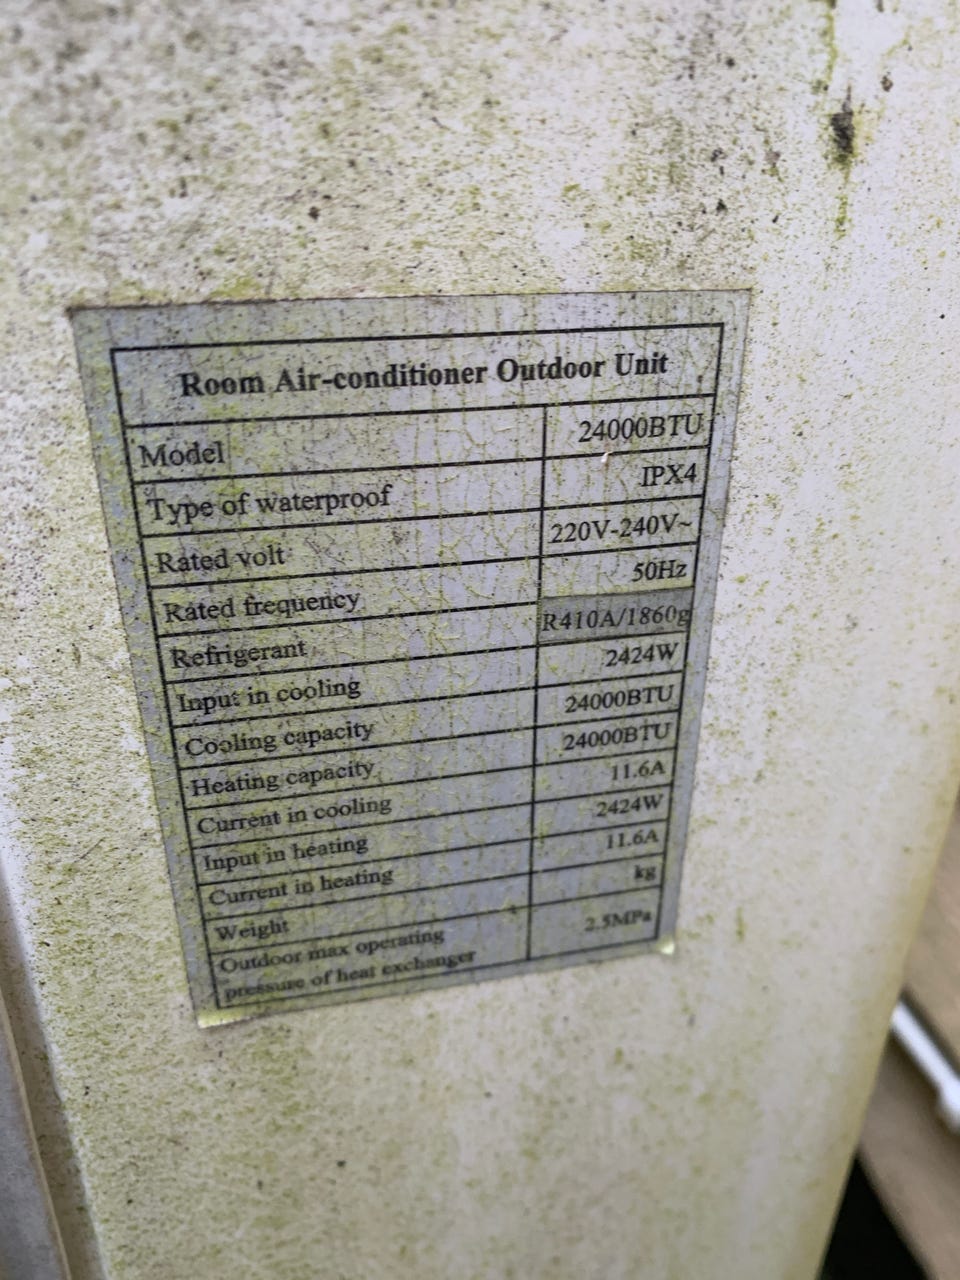 Room Air-conditioner Outdoor Unit
Model 24000BTU
Type of waterproof IPX4
Rated volt 220V-240V~
Rated frequency 50Hz
Refrigerant R410A/1860g
Input in cooling 2424W
Cooling capacity 24000BTU
Heating capacity 24000BTU
Current in cooling 11.6A
Input in heating 2424W
Current in heating 11.6A
Weight kg
Outdoor max operating
pressure of heat exchanger 2.5MPa